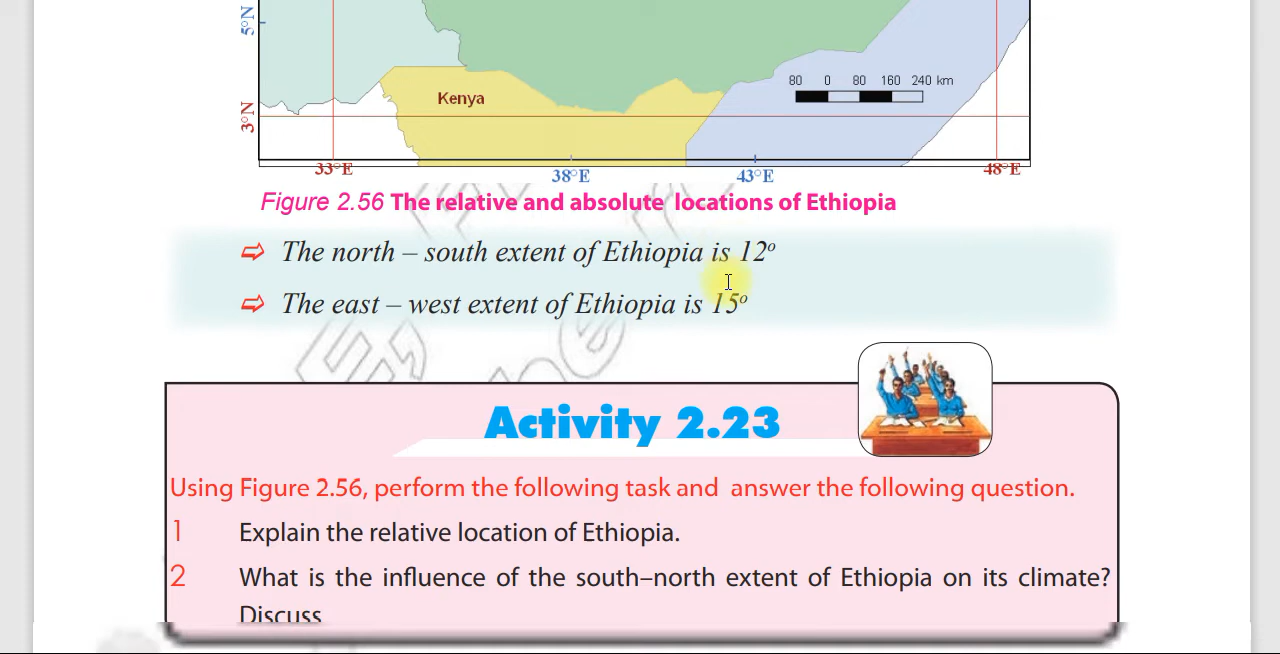 5°N
80 0 80 160 240 km
Kenya
3°N
33°E
38°E
43°E
48°E
Figure 2.56 The relative and absolute locations of Ethiopia
⇨ The north – south extent of Ethiopia is 12º
⇨ The east – west extent of Ethiopia is 15º
Activity 2.23
Using Figure 2.56, perform the following task and answer the following question.
1 Explain the relative location of Ethiopia.
2 What is the influence of the south–north extent of Ethiopia on its climate?
Discuss